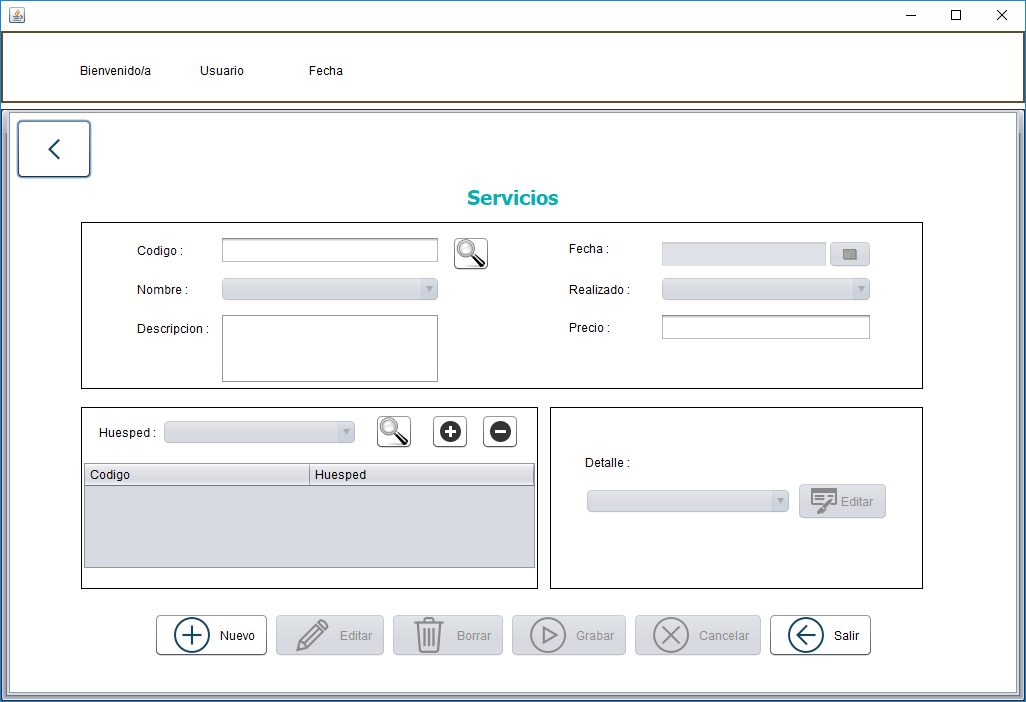 Bienvenido/a Usuario Fecha
Servicios
Codigo : Fecha :
Nombre : Realizado :
Descripcion : Precio :
Huesped :
Codigo Huesped
Detalle :
Editar
Nuevo Editar Borrar Grabar Cancelar Salir